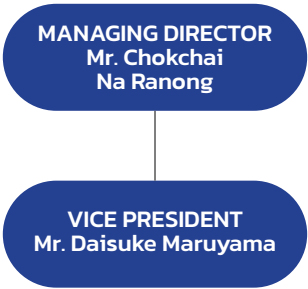 MANAGING DIRECTOR
Mr. Chokchai
Na Ranong
VICE PRESIDENT
Mr. Daisuke Maruyama